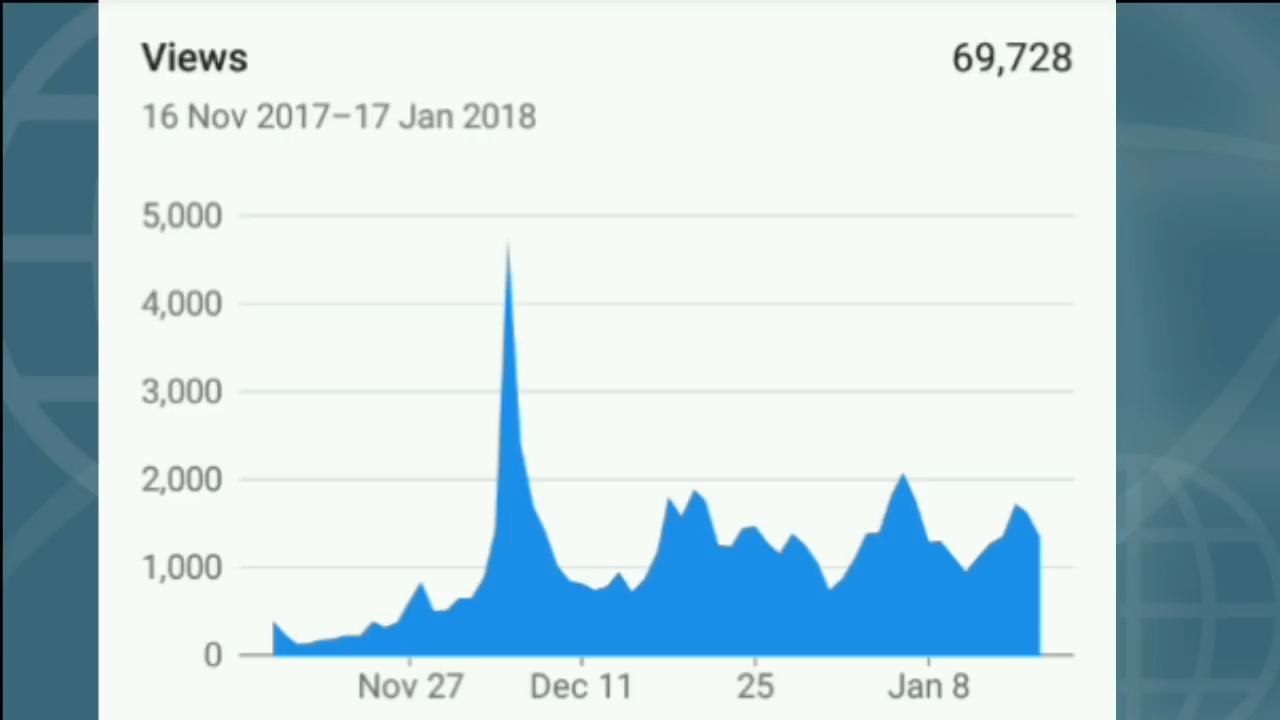 Views 69,728
16 Nov 2017–17 Jan 2018
5,000
4,000
3,000
2,000
1,000
0
Nov 27 Dec 11 25 Jan 8